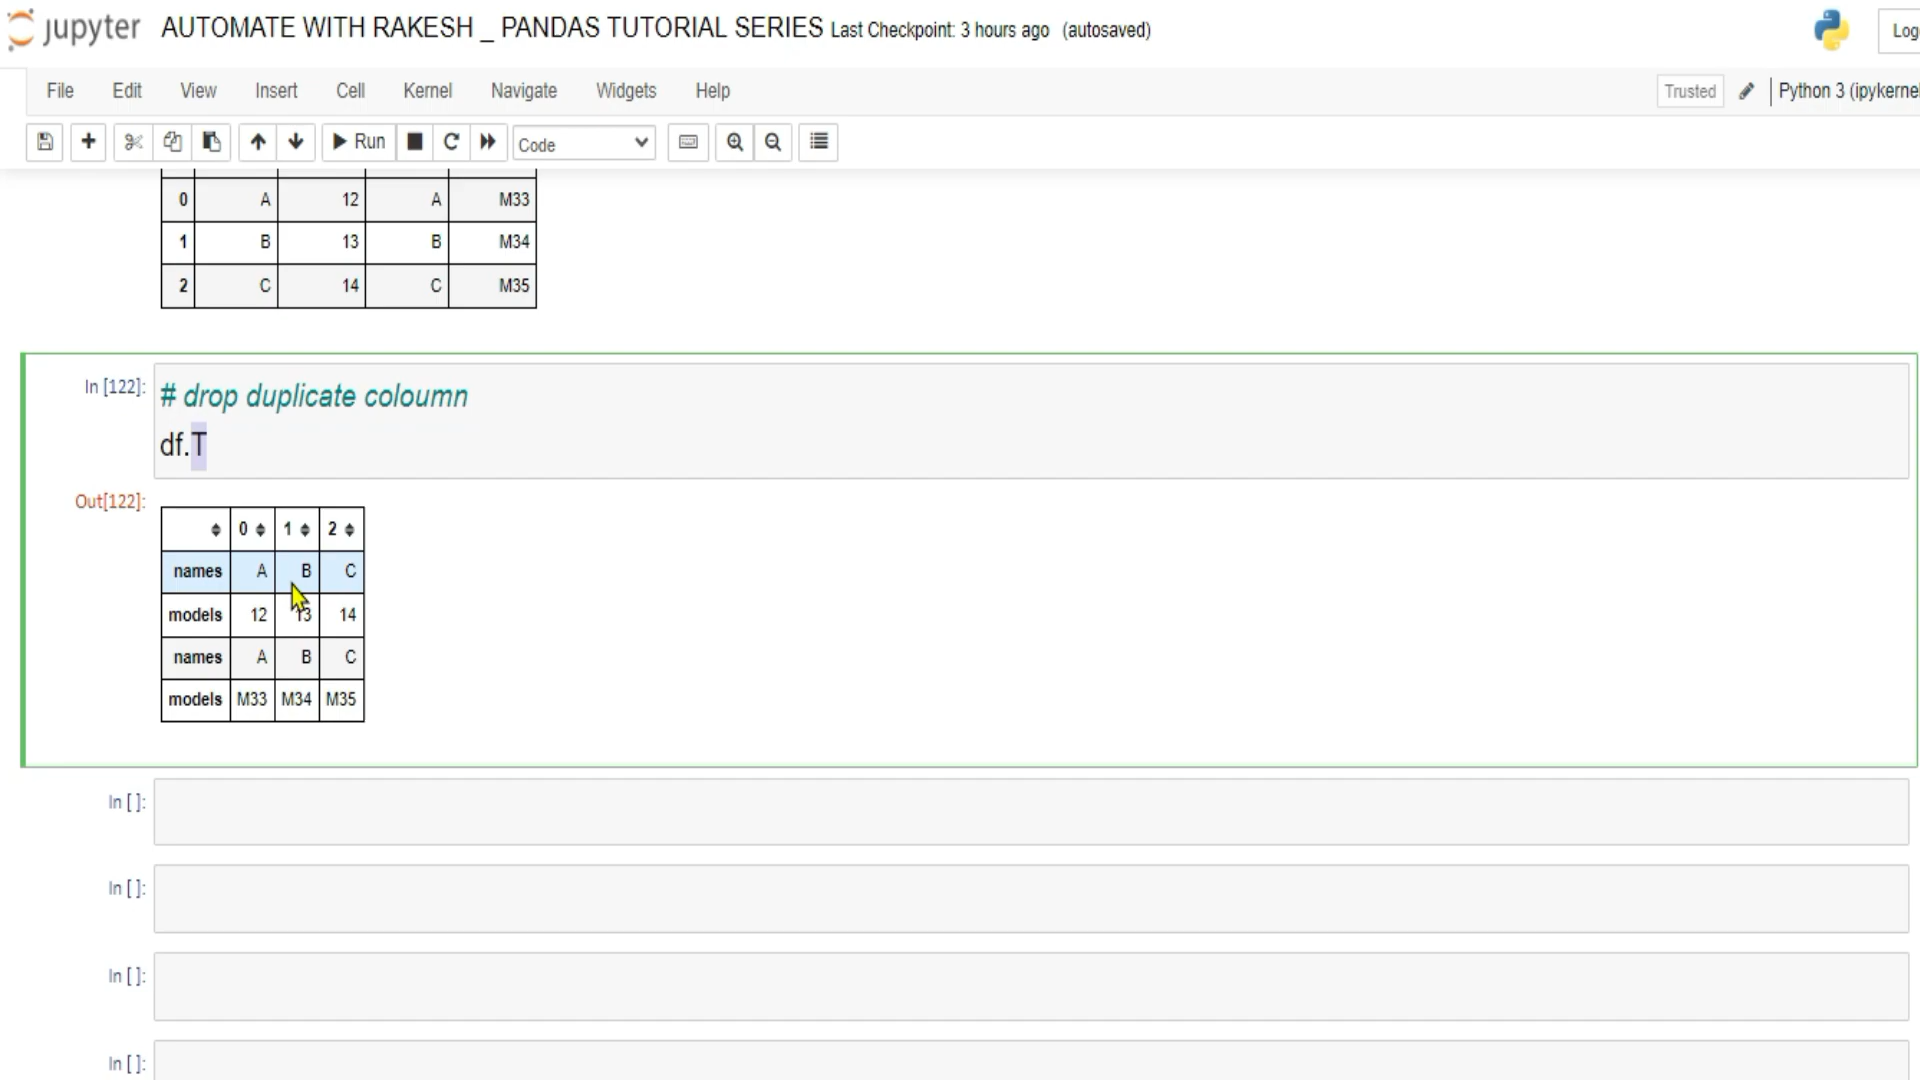 jupyter AUTOMATE WITH RAKESH _ PANDAS TUTORIAL SERIES Last Checkpoint: 3 hours ago (autosaved) Log
File Edit View Insert Cell Kernel Navigate Widgets Help Trusted Python 3 (ipykernel
Run Code
0 A 12 A M33
1 B 13 B M34
2 C 14 C M35
In [122]: # drop duplicate coloumn
df.T
Out[122]:
0 1 2
names A B C
models 12 13 14
names A B C
models M33 M34 M35
In [ ]:
In [ ]:
In [ ]:
In [ ]: